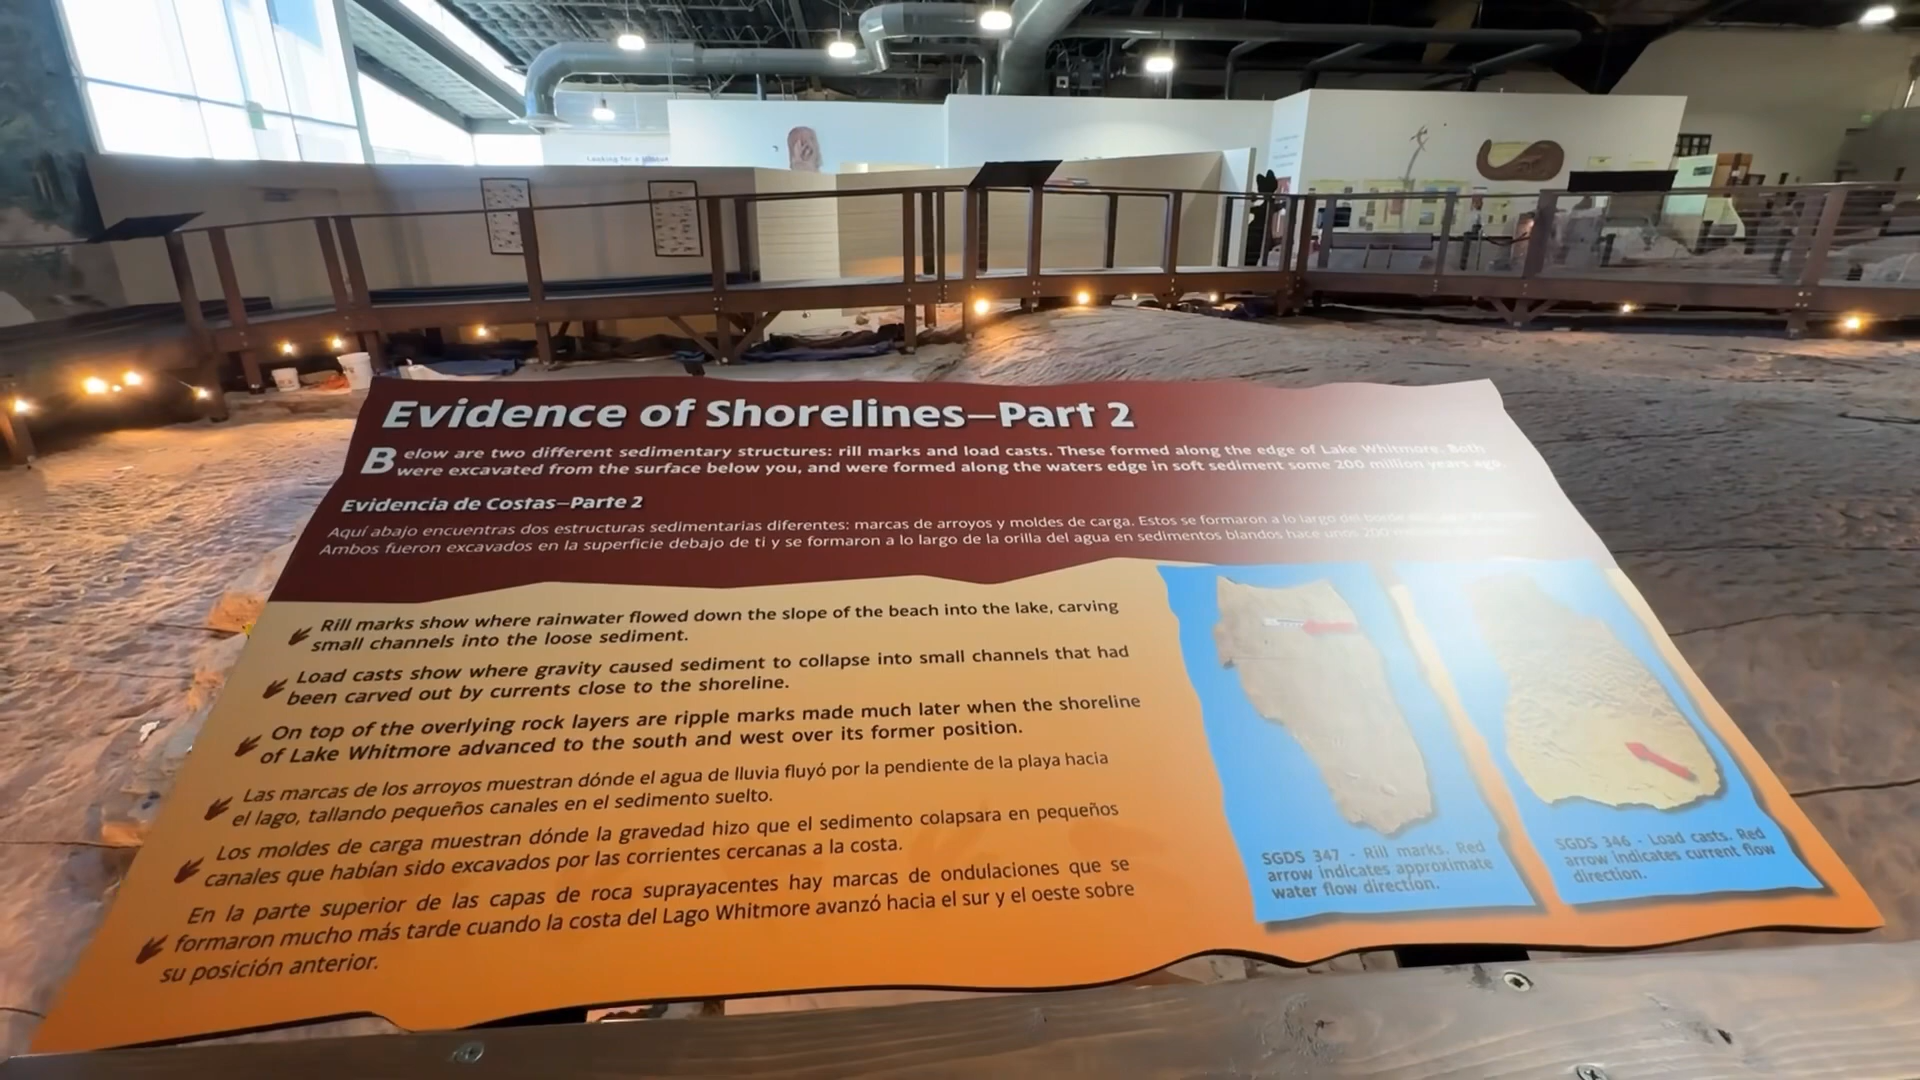 Looking for a
Evidence of Shorelines—Part 2
Below are two different sedimentary structures: rill marks and load casts. These formed along the edge of Lake Whitmore. Both
were excavated from the surface below you, and were formed along the waters edge in soft sediment some 200 million years ago.
Evidencia de Costas—Parte 2
Aquí abajo encuentras dos estructuras sedimentarias diferentes: marcas de arroyos y moldes de carga. Estos se formaron a lo largo del borde
Ambos fueron excavados en la superficie debajo de ti y se formaron a lo largo de la orilla del agua en sedimentos blandos hace unos 200
Rill marks show where rainwater flowed down the slope of the beach into the lake, carving
small channels into the loose sediment.
Load casts show where gravity caused sediment to collapse into small channels that had
been carved out by currents close to the shoreline.
On top of the overlying rock layers are ripple marks made much later when the shoreline
of Lake Whitmore advanced to the south and west over its former position.
Las marcas de los arroyos muestran dónde el agua de lluvia fluyó por la pendiente de la playa hacia
el lago, tallando pequeños canales en el sedimento suelto.
Los moldes de carga muestran dónde la gravedad hizo que el sedimento colapsara en pequeños
canales que habían sido excavados por las corrientes cercanas a la costa.
En la parte superior de las capas de roca suprayacentes hay marcas de ondulaciones que se
formaron mucho más tarde cuando la costa del Lago Whitmore avanzó hacia el sur y el oeste sobre
su posición anterior.
SGDS 347 - Rill marks. Red
arrow indicates approximate
water flow direction.
SGDS 346 - Load casts. Red
arrow indicates current flow
direction.